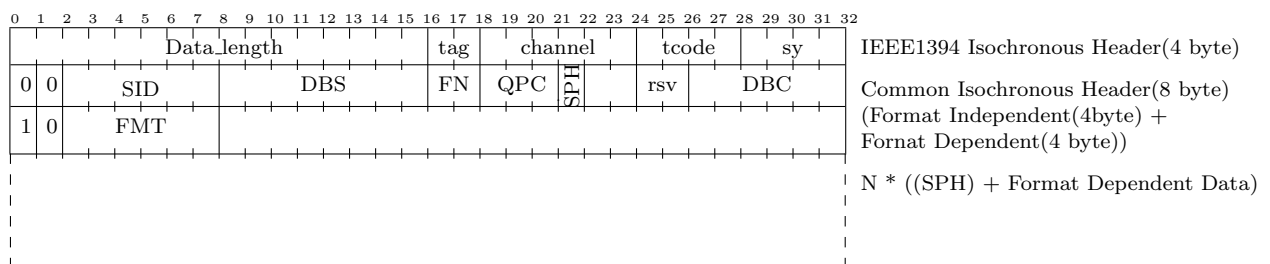 0 1 2 3 4 5 6 7 8 9 10 11 12 13 14 15 16 17 18 19 20 21 22 23 24 25 26 27 28 29 30 31 32
Data_length tag channel tcode sy IEEE1394 Isochronous Header(4 byte)
0 0 SID DBS FN QPC SPH rsv DBC Common Isochronous Header(8 byte)
(Format Independent(4byte) +
1 0 FMT Fornat Dependent(4 byte))
N * ((SPH) + Format Dependent Data)